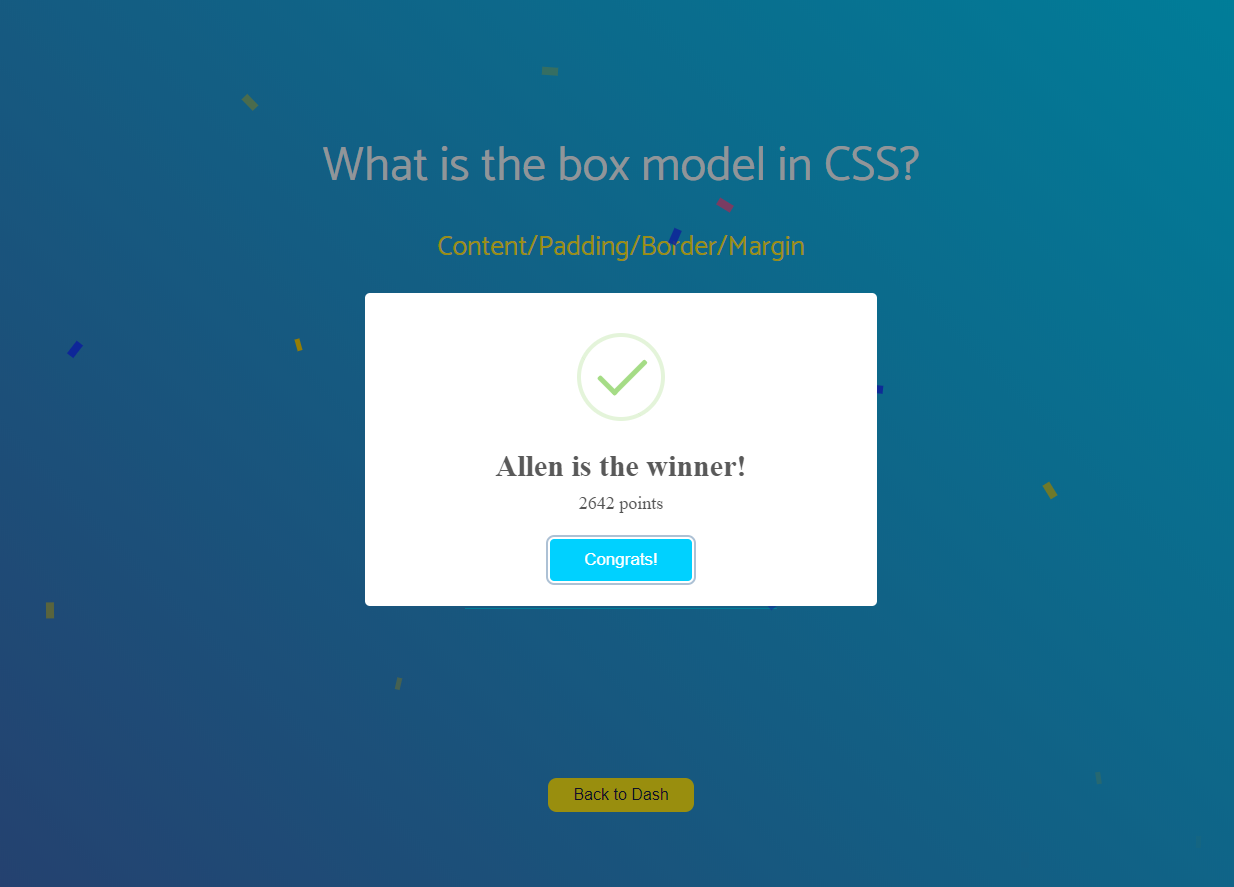 What is the box model in CSS?
Content/Padding/Border/Margin
Allen is the winner!
2642 points
Congrats!
Back to Dash